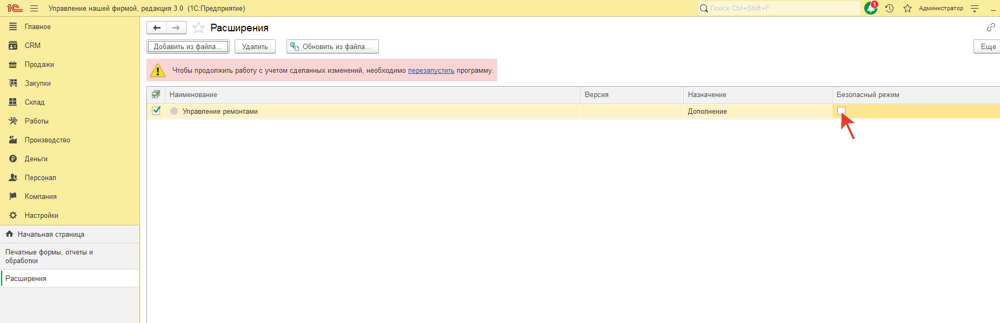 1С Управление нашей фирмой, редакция 3.0 (1С:Предприятие) Поиск Ctrl+Shift+F 1 Администратор
Главное
CRM
Продажи
Закупки
Склад
Работы
Производство
Деньги
Персонал
Компания
Настройки
Начальная страница
Печатные формы, отчеты и
обработки
Расширения
Расширения
Добавить из файла... Удалить Обновить из файла... Еще
Чтобы продолжить работу с учетом сделанных изменений, необходимо перезапустить программу.
Наименование Версия Назначение Безопасный режим
Управление ремонтами Дополнение